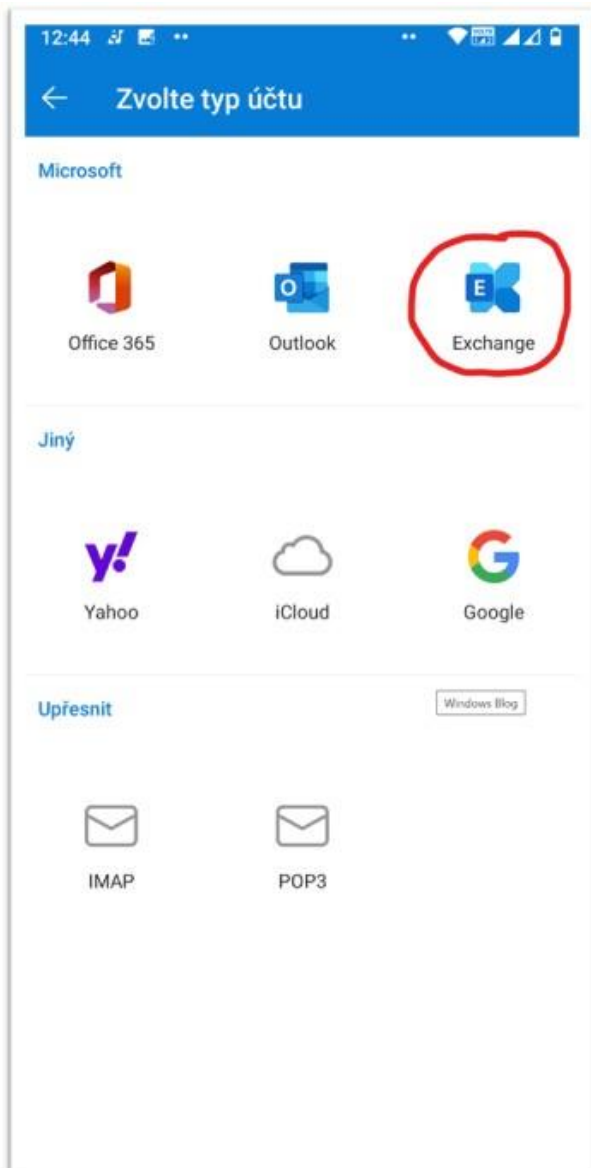 12:44
Zvolte typ účtu
Microsoft
Office 365
Outlook
Exchange
Jiný
Yahoo
iCloud
Google
Upřesnit
Windows Blog
IMAP
POP3